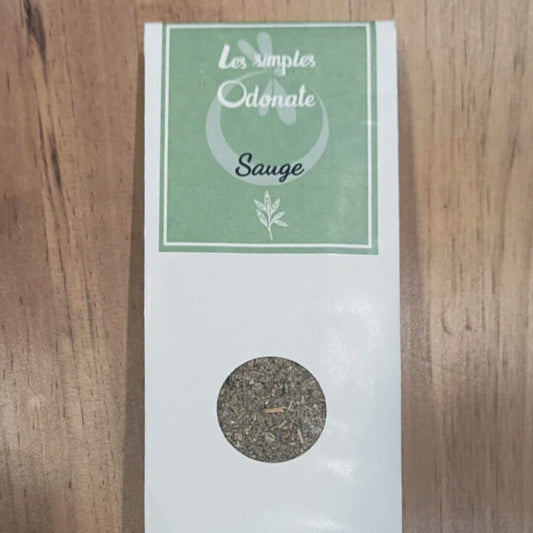 Les simples
Odonate
Sauge